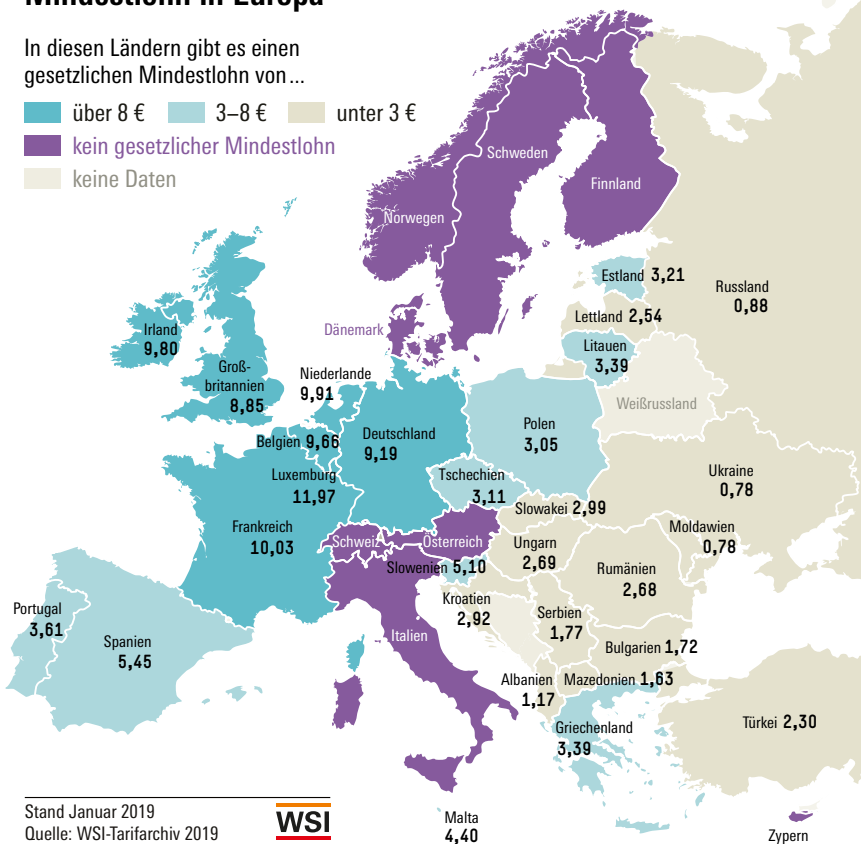 Mindestlohn in Europa
In diesen Ländern gibt es einen
gesetzlichen Mindestlohn von ...
über 8 € 3–8 € unter 3 €
kein gesetzlicher Mindestlohn
keine Daten
Schweden
Finnland
Norwegen
Estland 3,21
Russland
0,88
Lettland 2,54
Dänemark
Irland
9,80
Litauen
3,39
Groß-
britannien
8,85
Niederlande
9,91
Weißrussland
Polen
3,05
Belgien 9,66
Deutschland
9,19
Luxemburg
11,97
Tschechien
3,11
Ukraine
0,78
Slowakei 2,99
Frankreich
10,03
Moldawien
0,78
Schweiz
Österreich
Ungarn
2,69
Slowenien 5,10
Rumänien
2,68
Kroatien
2,92
Portugal
3,61
Serbien
1,77
Spanien
5,45
Italien
Bulgarien 1,72
Albanien
1,17
Mazedonien 1,63
Griechenland
3,39
Türkei 2,30
Stand Januar 2019
Quelle: WSI-Tarifarchiv 2019
WSI
Malta
4,40
Zypern